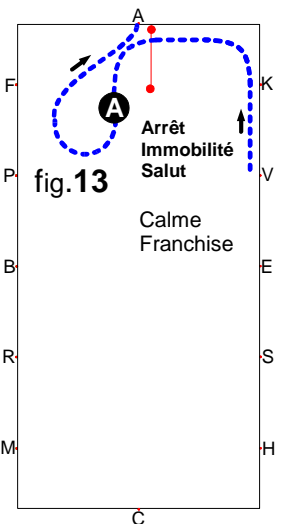 A
F
K
A
Arrêt
Immobilité
Salut
P
fig.13
V
Calme
Franchise
B
E
R
S
M
H
C